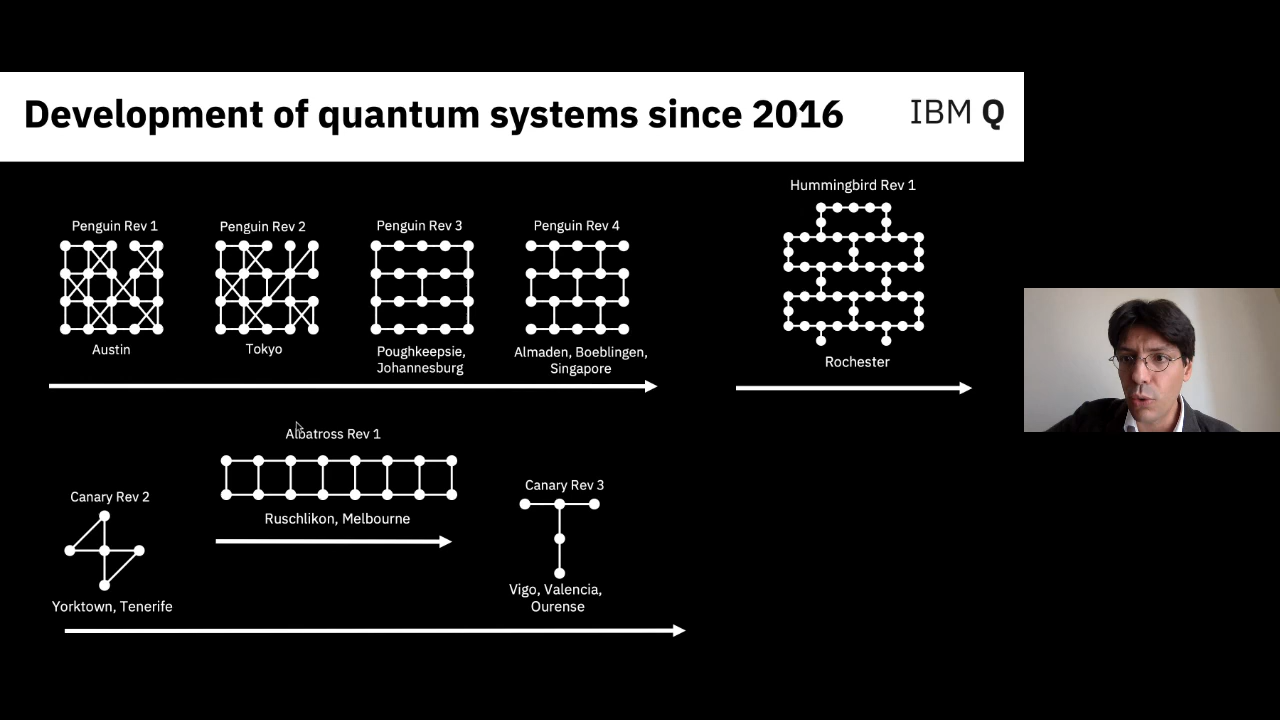 Development of quantum systems since 2016
IBM Q
Penguin Rev 1
Penguin Rev 2
Penguin Rev 3
Penguin Rev 4
Hummingbird Rev 1
Austin
Tokyo
Poughkeepsie,
Johannesburg
Almaden, Boeblingen,
Singapore
Rochester
Albatross Rev 1
Ruschlikon, Melbourne
Canary Rev 2
Yorktown, Tenerife
Canary Rev 3
Vigo, Valencia,
Ourense